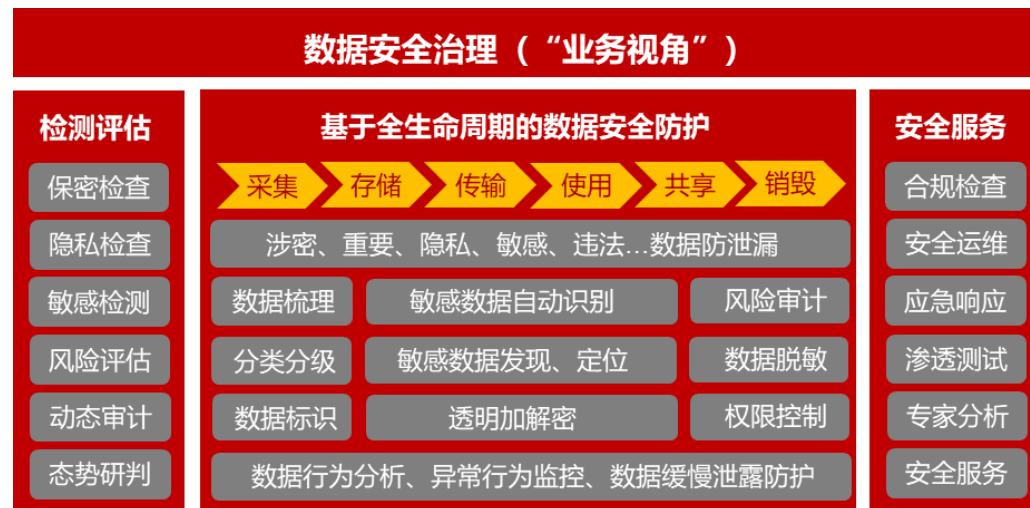 数据安全治理（“业务视角”）
检测评估
保密检查
隐私检查
敏感检测
风险评估
动态审计
态势研判
基于全生命周期的数据安全防护
采集 存储 传输 使用 共享 销毁
涉密、重要、隐私、敏感、违法...数据防泄漏
数据梳理 敏感数据自动识别 风险审计
分类分级 敏感数据发现、定位 数据脱敏
数据标识 透明加解密 权限控制
数据行为分析、异常行为监控、数据缓慢泄露防护
安全服务
合规检查
安全运维
应急响应
渗透测试
专家分析
安全服务